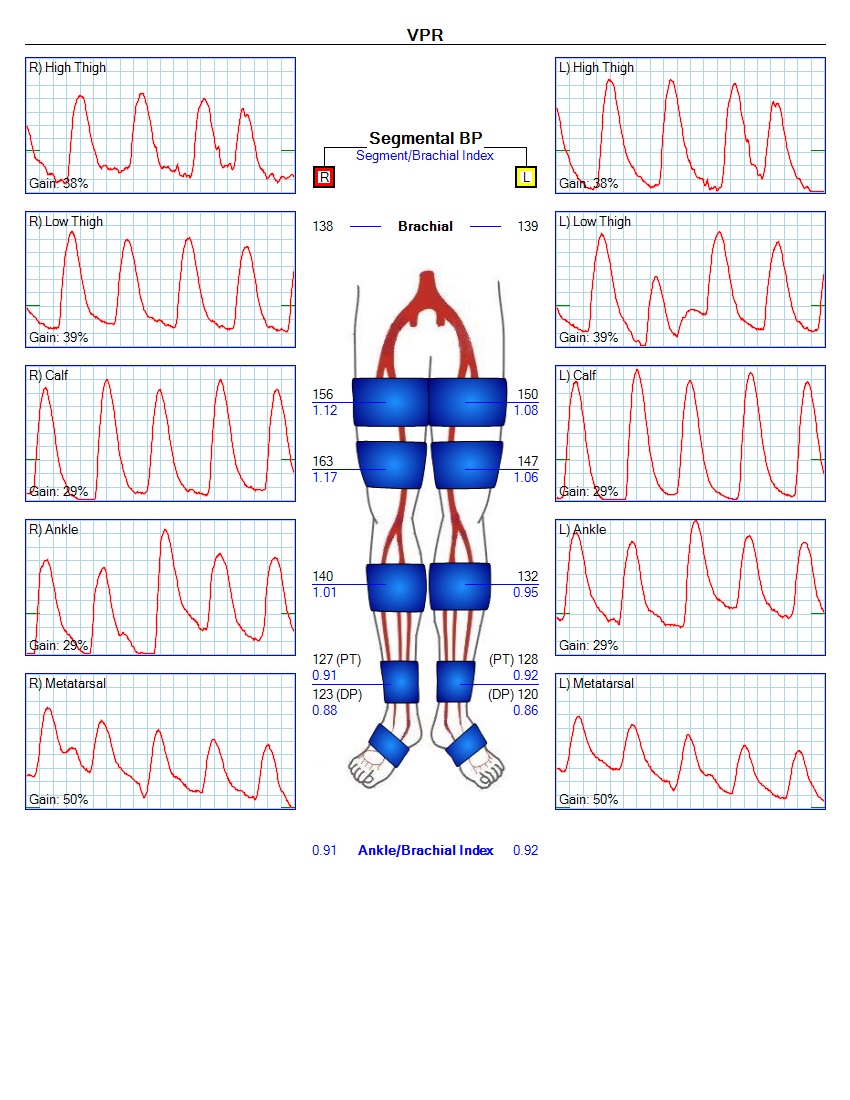 VPR
R) High Thigh
Gain: 38%
L) High Thigh
Gain: 38%
Segmental BP
Segment/Brachial Index
R L
138 Brachial 139
R) Low Thigh
Gain: 39%
L) Low Thigh
Gain: 39%
R) Calf
Gain: 29%
L) Calf
Gain: 29%
156 150
1.12 1.08
163 147
1.17 1.06
R) Ankle
Gain: 29%
L) Ankle
Gain: 29%
140 132
1.01 0.95
127 (PT) (PT) 128
0.91 0.92
123 (DP) (DP) 120
0.88 0.86
R) Metatarsal
Gain: 50%
L) Metatarsal
Gain: 50%
0.91 Ankle/Brachial Index 0.92